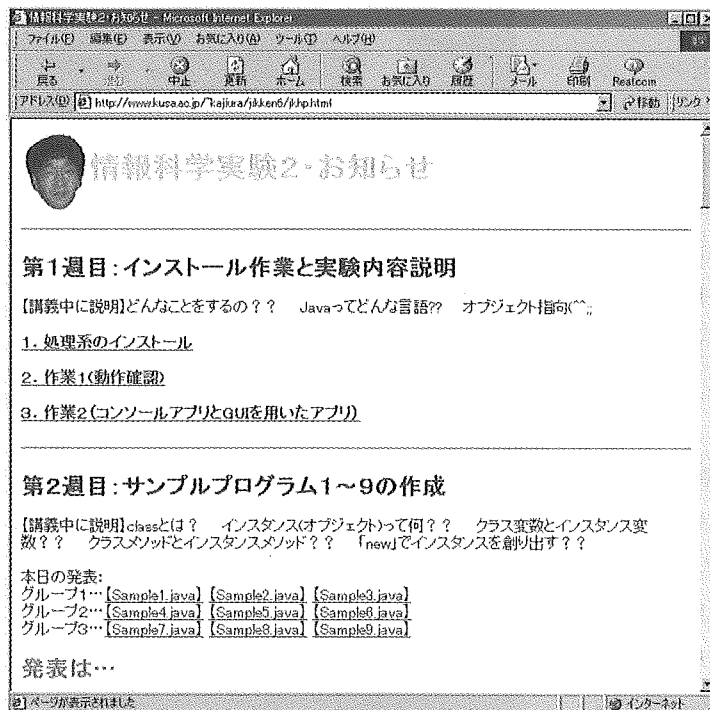 情報科学実験2・お知らせ - Microsoft Internet Explorer
ファイル(F) 編集(E) 表示(V) お気に入り(A) ツール(T) ヘルプ(H)
戻る 進む 中止 更新 ホーム 検索 お気に入り 履歴 メール 印刷 Realcom
アドレス(D) http://www.kusa.ac.jp/~kajiura/jikken6/jkhp.html 移動 リンク »
情報科学実験2・お知らせ
第1週目:インストール作業と実験内容説明
【講義中に説明】どんなことをするの?? Javaってどんな言語?? オブジェクト指向(^^;;
1. 処理系のインストール
2. 作業1(動作確認)
3. 作業2(コンソールアプリとGUIを用いたアプリ)
第2週目:サンプルプログラム1~9の作成
【講義中に説明】classとは? インスタンス(オブジェクト)って何?? クラス変数とインスタンス変
数?? クラスメソッドとインスタンスメソッド?? 「new」でインスタンスを創り出す??
本日の発表:
グループ1…【Sample1.java】【Sample2.java】【Sample3.java】
グループ2…【Sample4.java】【Sample5.java】【Sample6.java】
グループ3…【Sample7.java】【Sample8.java】【Sample9.java】
発表は…
ページが表示されました インターネット